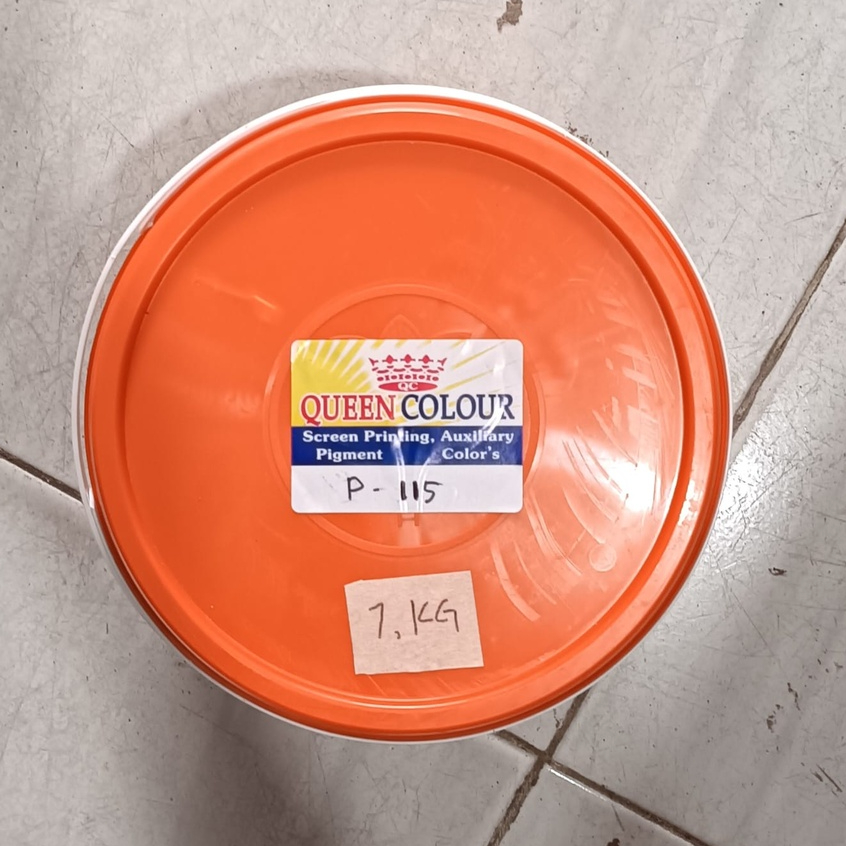 QC
QUEEN COLOUR
Screen Printing, Auxiliary
Pigment Color's
P - 115
1. KG